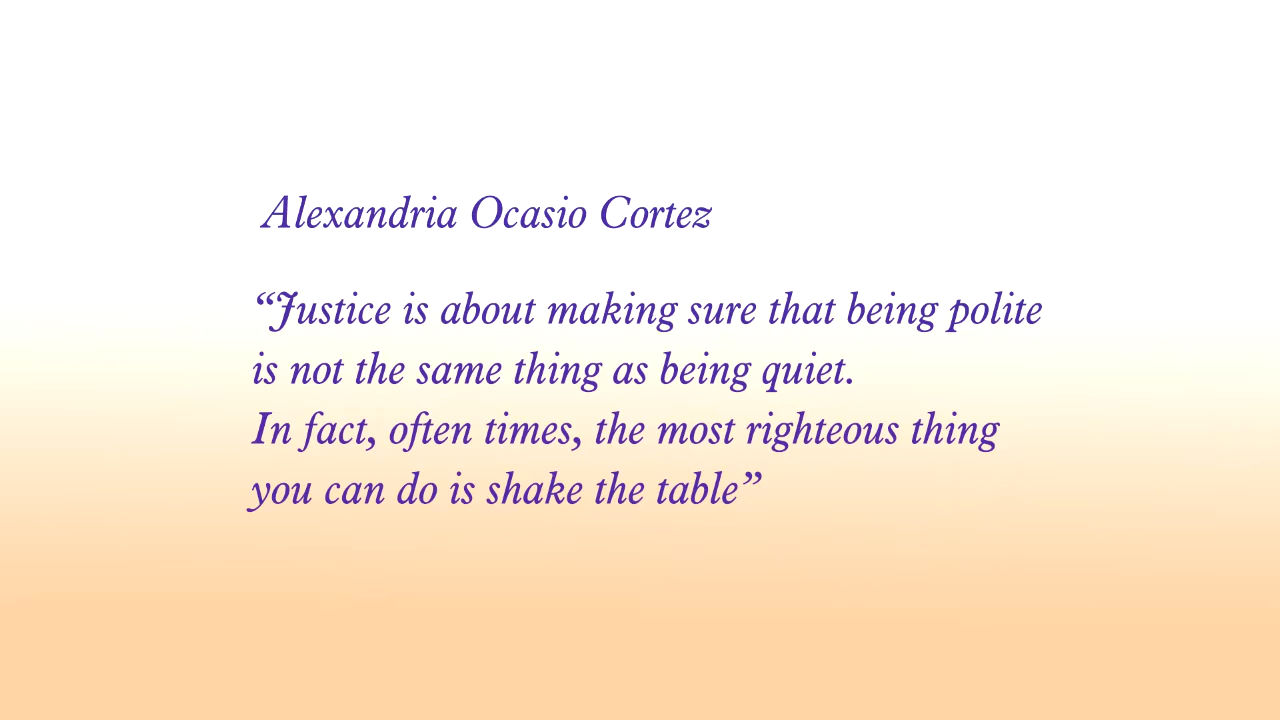 Alexandria Ocasio Cortez
“Justice is about making sure that being polite
is not the same thing as being quiet.
In fact, often times, the most righteous thing
you can do is shake the table”